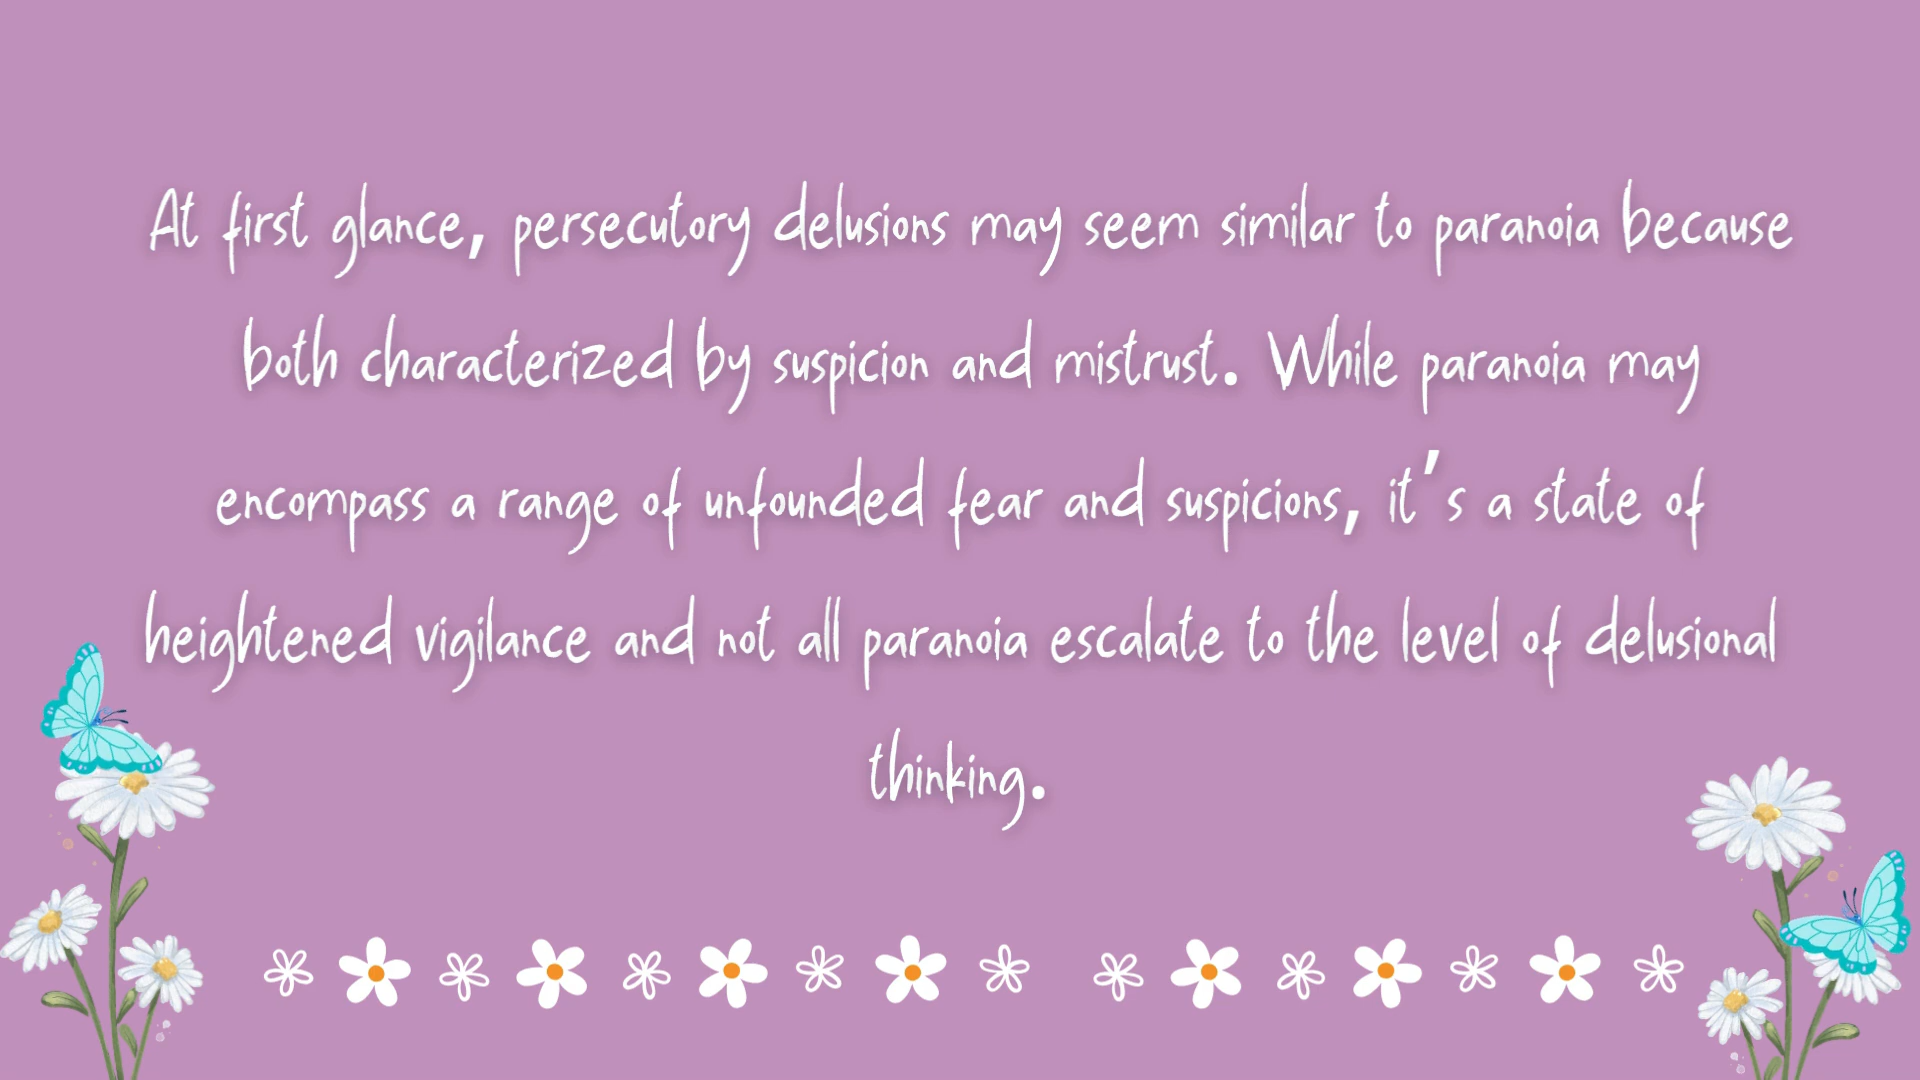 At first glance, persecutory delusions may seem similar to paranoia because
both characterized by suspicion and mistrust. While paranoia may
encompass a range of unfounded fear and suspicions, it's a state of
heightened vigilance and not all paranoia escalate to the level of delusional
thinking.